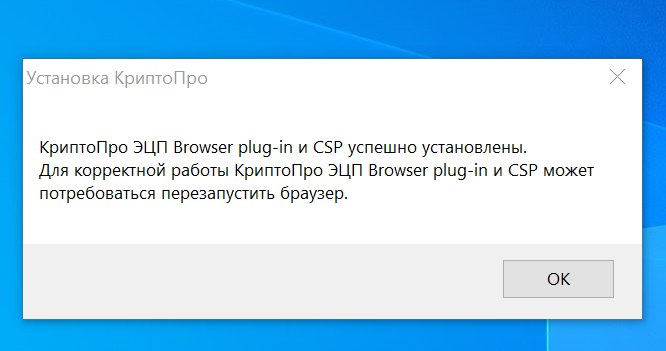 Установка КриптоПро
КриптоПро ЭЦП Browser plug-in и CSP успешно установлены.
Для корректной работы КриптоПро ЭЦП Browser plug-in и CSP может
потребоваться перезапустить браузер.
OK